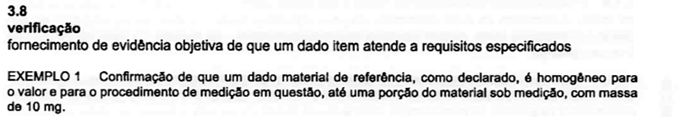 3.8
verificação
fornecimento de evidência objetiva de que um dado item atende a requisitos especificados
EXEMPLO 1 Confirmação de que um dado material de referência, como declarado, é homogêneo para
o valor e para o procedimento de medição em questão, até uma porção do material sob medição, com massa
de 10 mg.